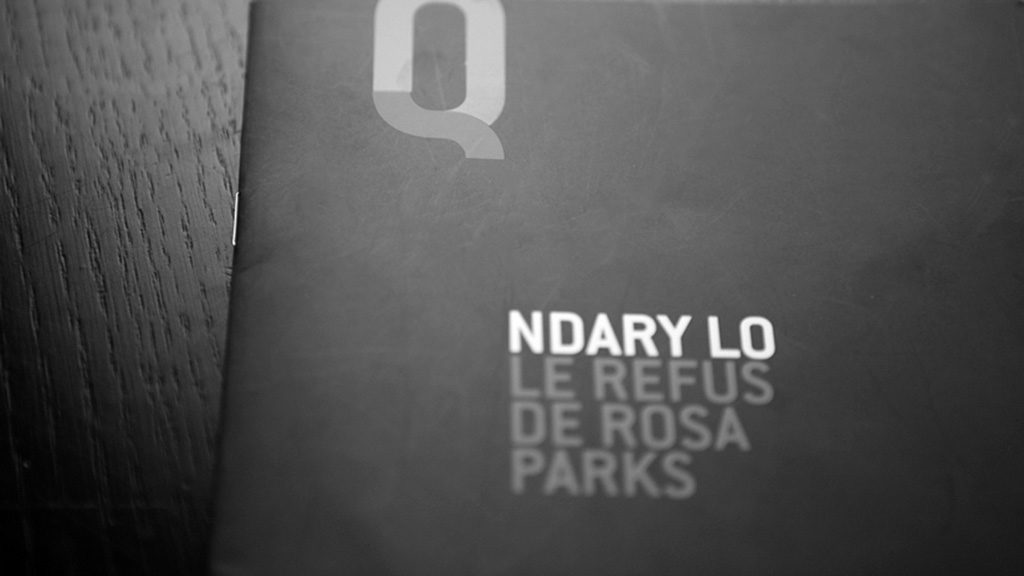 Q
NDARY LO
LE REFUS
DE ROSA
PARKS